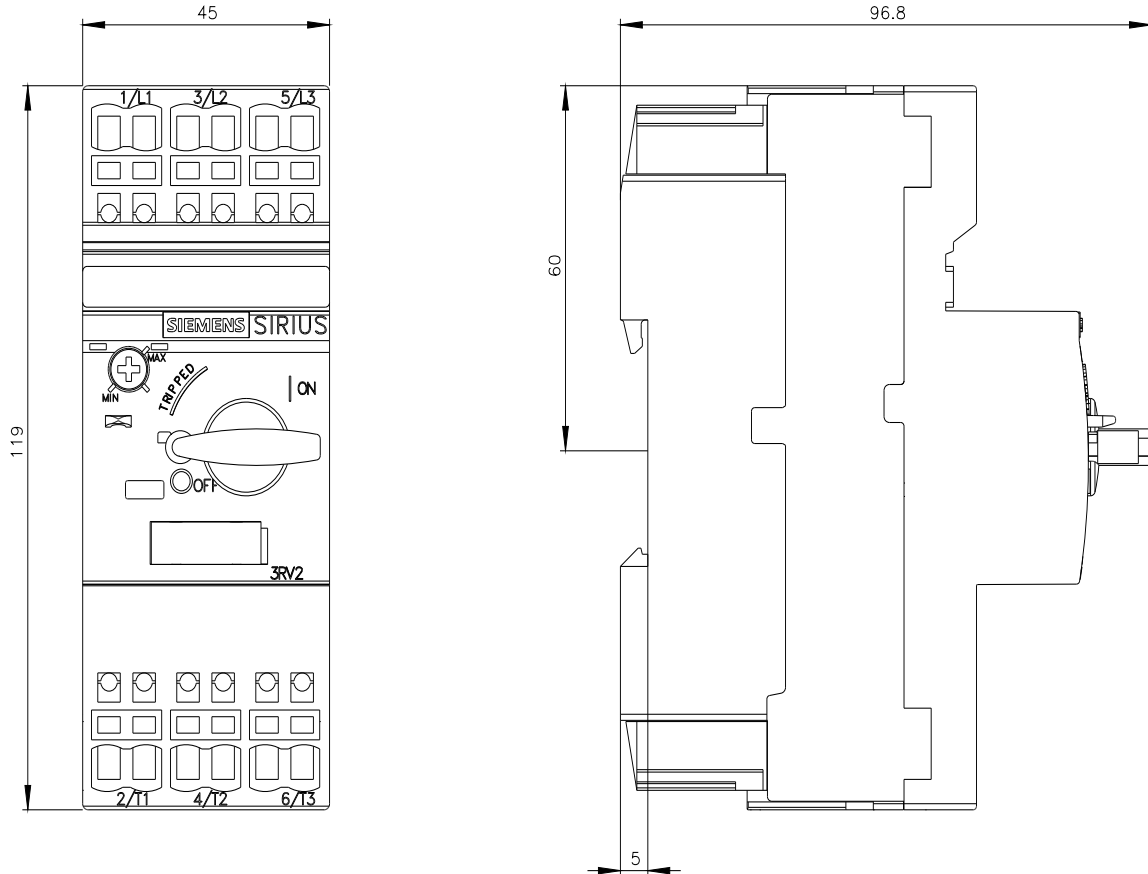 45
96.8
1/L1 3/L2 5/L3
60
SIEMENS SIRIUS
MAX
TRIPPED
ON
MIN
119
OFF
3RV2
2/T1 4/T2 6/T3
5